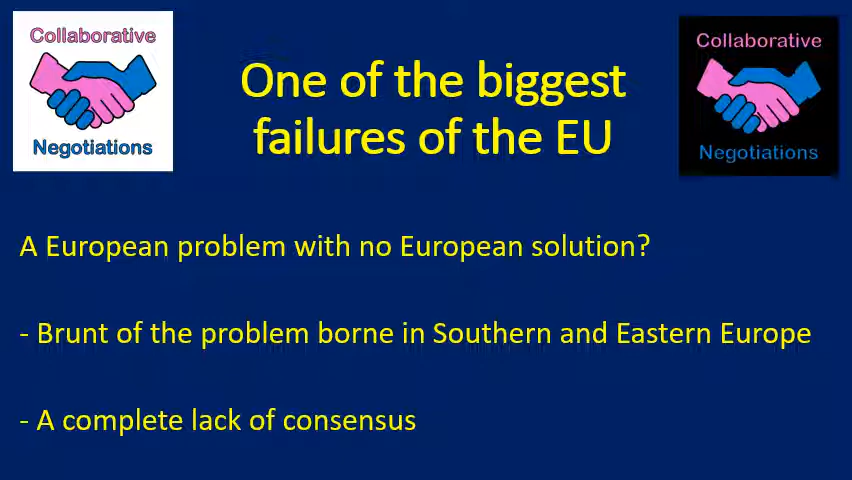 Collaborative
Negotiations
One of the biggest
failures of the EU
Collaborative
Negotiations
A European problem with no European solution?
- Brunt of the problem borne in Southern and Eastern Europe
- A complete lack of consensus